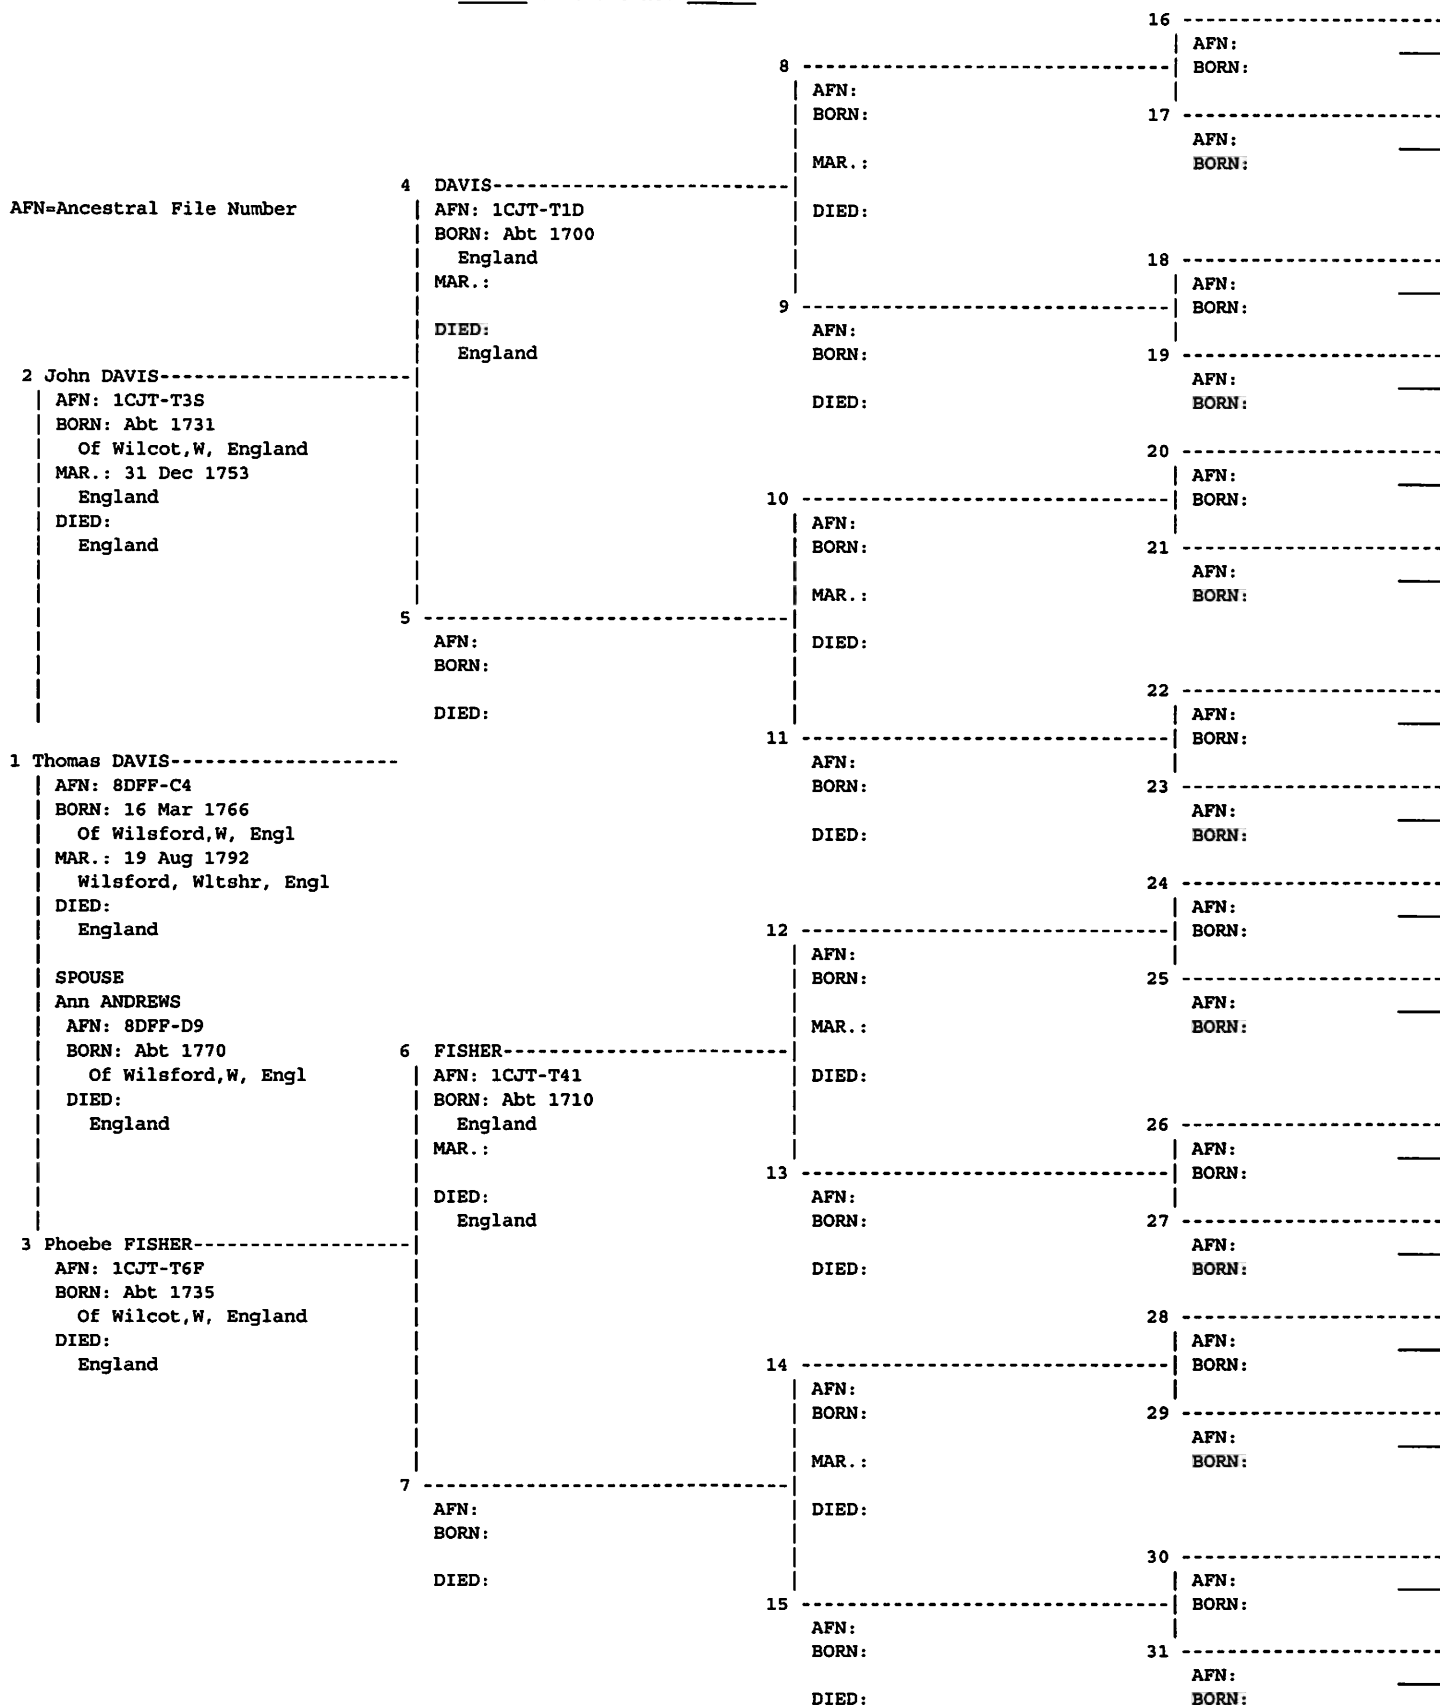 AFN=Ancestral File Number
1 Thomas DAVIS--------------------
AFN: 8DFF-C4
BORN: 16 Mar 1766
Of Wilsford,W, Engl
MAR.: 19 Aug 1792
Wilsford, Wltshr, Engl
DIED:
England
SPOUSE
Ann ANDREWS
AFN: 8DFF-D9
BORN: Abt 1770
Of Wilsford,W, Engl
DIED:
England
2 John DAVIS----------------------
AFN: 1CJT-T3S
BORN: Abt 1731
Of Wilcot,W, England
MAR.: 31 Dec 1753
England
DIED:
England
3 Phoebe FISHER-------------------
AFN: 1CJT-T6F
BORN: Abt 1735
Of Wilcot,W, England
DIED:
England
4 DAVIS--------------------------
AFN: 1CJT-T1D
BORN: Abt 1700
England
MAR.:
DIED:
England
5 --------------------------------
AFN:
BORN:
DIED:
6 FISHER-------------------------
AFN: 1CJT-T41
BORN: Abt 1710
England
MAR.:
DIED:
England
7 --------------------------------
AFN:
BORN:
DIED:
8 --------------------------------
AFN:
BORN:
MAR.:
DIED:
9 --------------------------------
AFN:
BORN:
DIED:
10 --------------------------------
AFN:
BORN:
MAR.:
DIED:
11 --------------------------------
AFN:
BORN:
DIED:
12 --------------------------------
AFN:
BORN:
MAR.:
DIED:
13 --------------------------------
AFN:
BORN:
DIED:
14 --------------------------------
AFN:
BORN:
MAR.:
DIED:
15 --------------------------------
AFN:
BORN:
DIED:
16 -----------------------
AFN:
BORN:
17 -----------------------
AFN:
BORN:
18 -----------------------
AFN:
BORN:
19 -----------------------
AFN:
BORN:
20 -----------------------
AFN:
BORN:
21 -----------------------
AFN:
BORN:
22 -----------------------
AFN:
BORN:
23 -----------------------
AFN:
BORN:
24 -----------------------
AFN:
BORN:
25 -----------------------
AFN:
BORN:
26 -----------------------
AFN:
BORN:
27 -----------------------
AFN:
BORN:
28 -----------------------
AFN:
BORN:
29 -----------------------
AFN:
BORN:
30 -----------------------
AFN:
BORN:
31 -----------------------
AFN:
BORN: